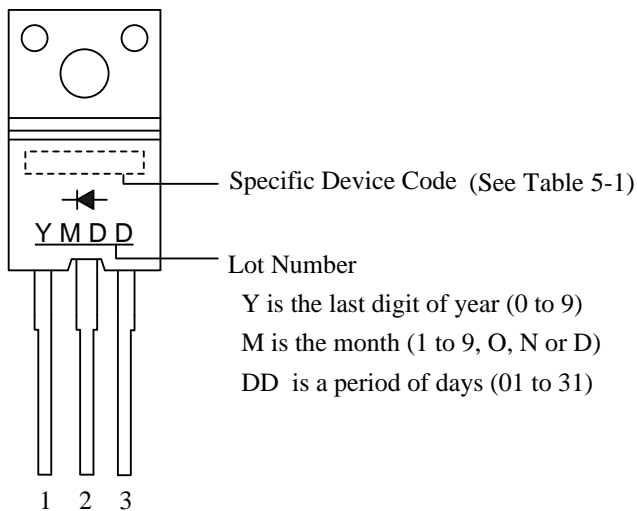 Specific Device Code (See Table 5-1)
Y M D D
Lot Number
Y is the last digit of year (0 to 9)
M is the month (1 to 9, O, N or D)
DD is a period of days (01 to 31)
1 2 3